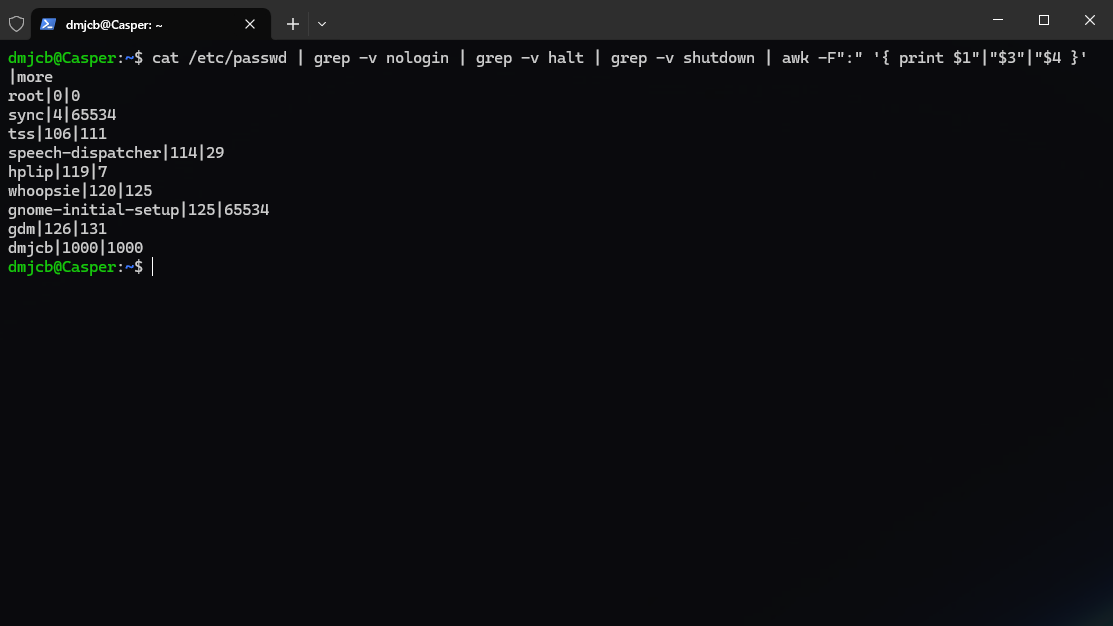 dmjcb@Casper: ~
dmjcb@Casper:~$ cat /etc/passwd | grep -v nologin | grep -v halt | grep -v shutdown | awk -F":" '{ print $1"|"$3"|"$4 }'
|more
root|0|0
sync|4|65534
tss|106|111
speech-dispatcher|114|29
hplip|119|7
whoopsie|120|125
gnome-initial-setup|125|65534
gdm|126|131
dmjcb|1000|1000
dmjcb@Casper:~$